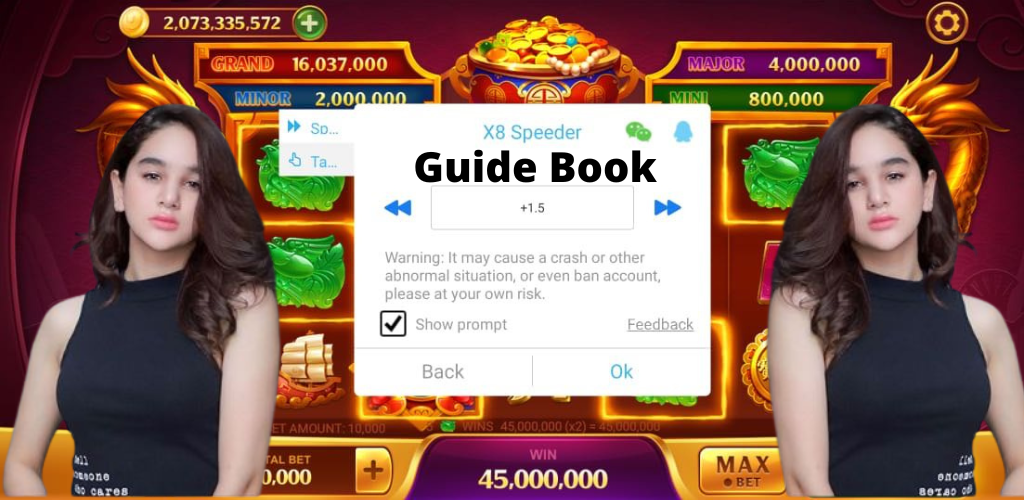 2,073,335,572
GRAND 16,037,000
MAJOR 4,000,000
MINOR 2,000,000
MINI 800,000
Sp...
Ta...
X8 Speeder
Guide Book
+1.5
Warning: It may cause a crash or other
abnormal situation, or even ban account,
please at your own risk.
Show prompt
Feedback
Back
Ok
BET AMOUNT: 10,000
WINS 45,000,000 (x2) = 45,000,000
BET
WIN
45,000,000
MAX
BET
cares
cares